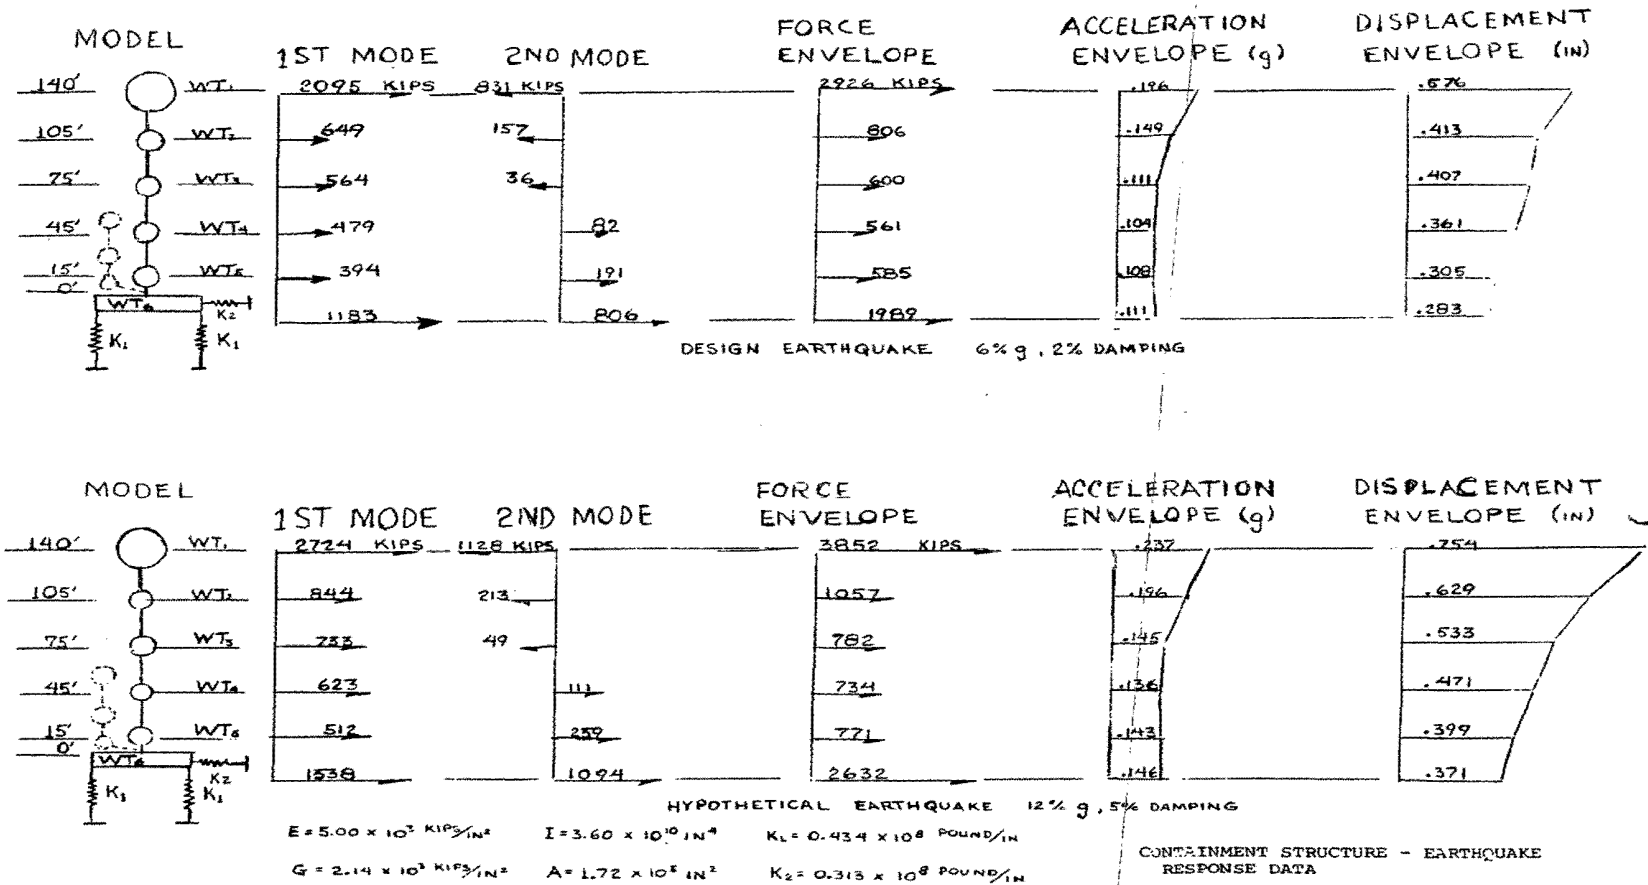 MODEL 1ST MODE 2ND MODE FORCE ENVELOPE ACCELERATION ENVELOPE (g) DISPLACEMENT ENVELOPE (IN)
140' WT₁ 2095 KIPS 831 KIPS 2926 KIPS .196 .576
105' WT₂ 649 157 806 .149 .413
75' WT₃ 564 36 600 .111 .407
45' WT₄ 479 82 561 .104 .361
15' WT₅ 394 191 585 .108 .305
0'
WT₆ K₂ 1183 806 1989 .111 .283
K₁ K₁
DESIGN EARTHQUAKE 6% g, 2% DAMPING
MODEL 1ST MODE 2ND MODE FORCE ENVELOPE ACCELERATION ENVELOPE (g) DISPLACEMENT ENVELOPE (IN)
140' WT₁ 2724 KIPS 1128 KIPS 3852 KIPS .237 .754
105' WT₂ 844 213 1057 .196 .629
75' WT₃ 733 49 782 .145 .533
45' WT₄ 623 111 734 .136 .471
15' WT₅ 512 259 771 .143 .399
0'
WT₆ K₂ 1538 1094 2632 .146 .371
K₁ K₁
HYPOTHETICAL EARTHQUAKE 12% g, 5% DAMPING
E = 5.00 x 10³ KIPS/IN² I = 3.60 x 10¹⁰ IN⁴ K₁ = 0.434 x 10⁸ POUND/IN
G = 2.14 x 10³ KIPS/IN² A = 1.72 x 10⁵ IN² K₂ = 0.313 x 10⁸ POUND/IN
CONTAINMENT STRUCTURE - EARTHQUAKE
RESPONSE DATA